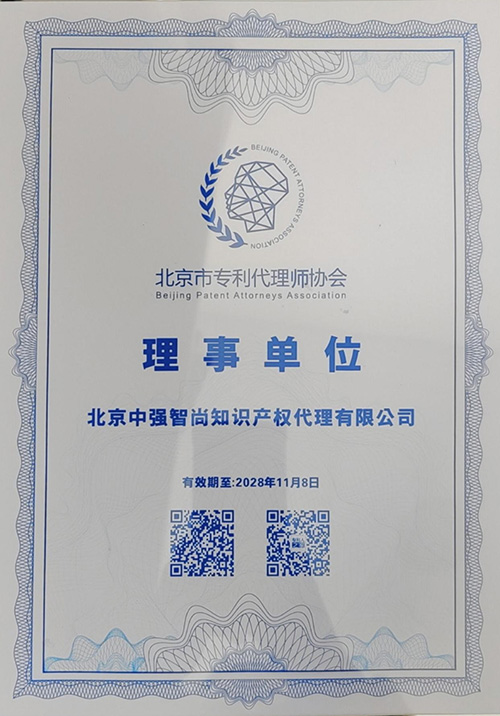 BEIJING PATENT ATTORNEYS ASSOCIATION
北京市专利代理师协会
Beijing Patent Attorneys Association
理事单位
北京中强智尚知识产权代理有限公司
有效期至:2028年11月8日